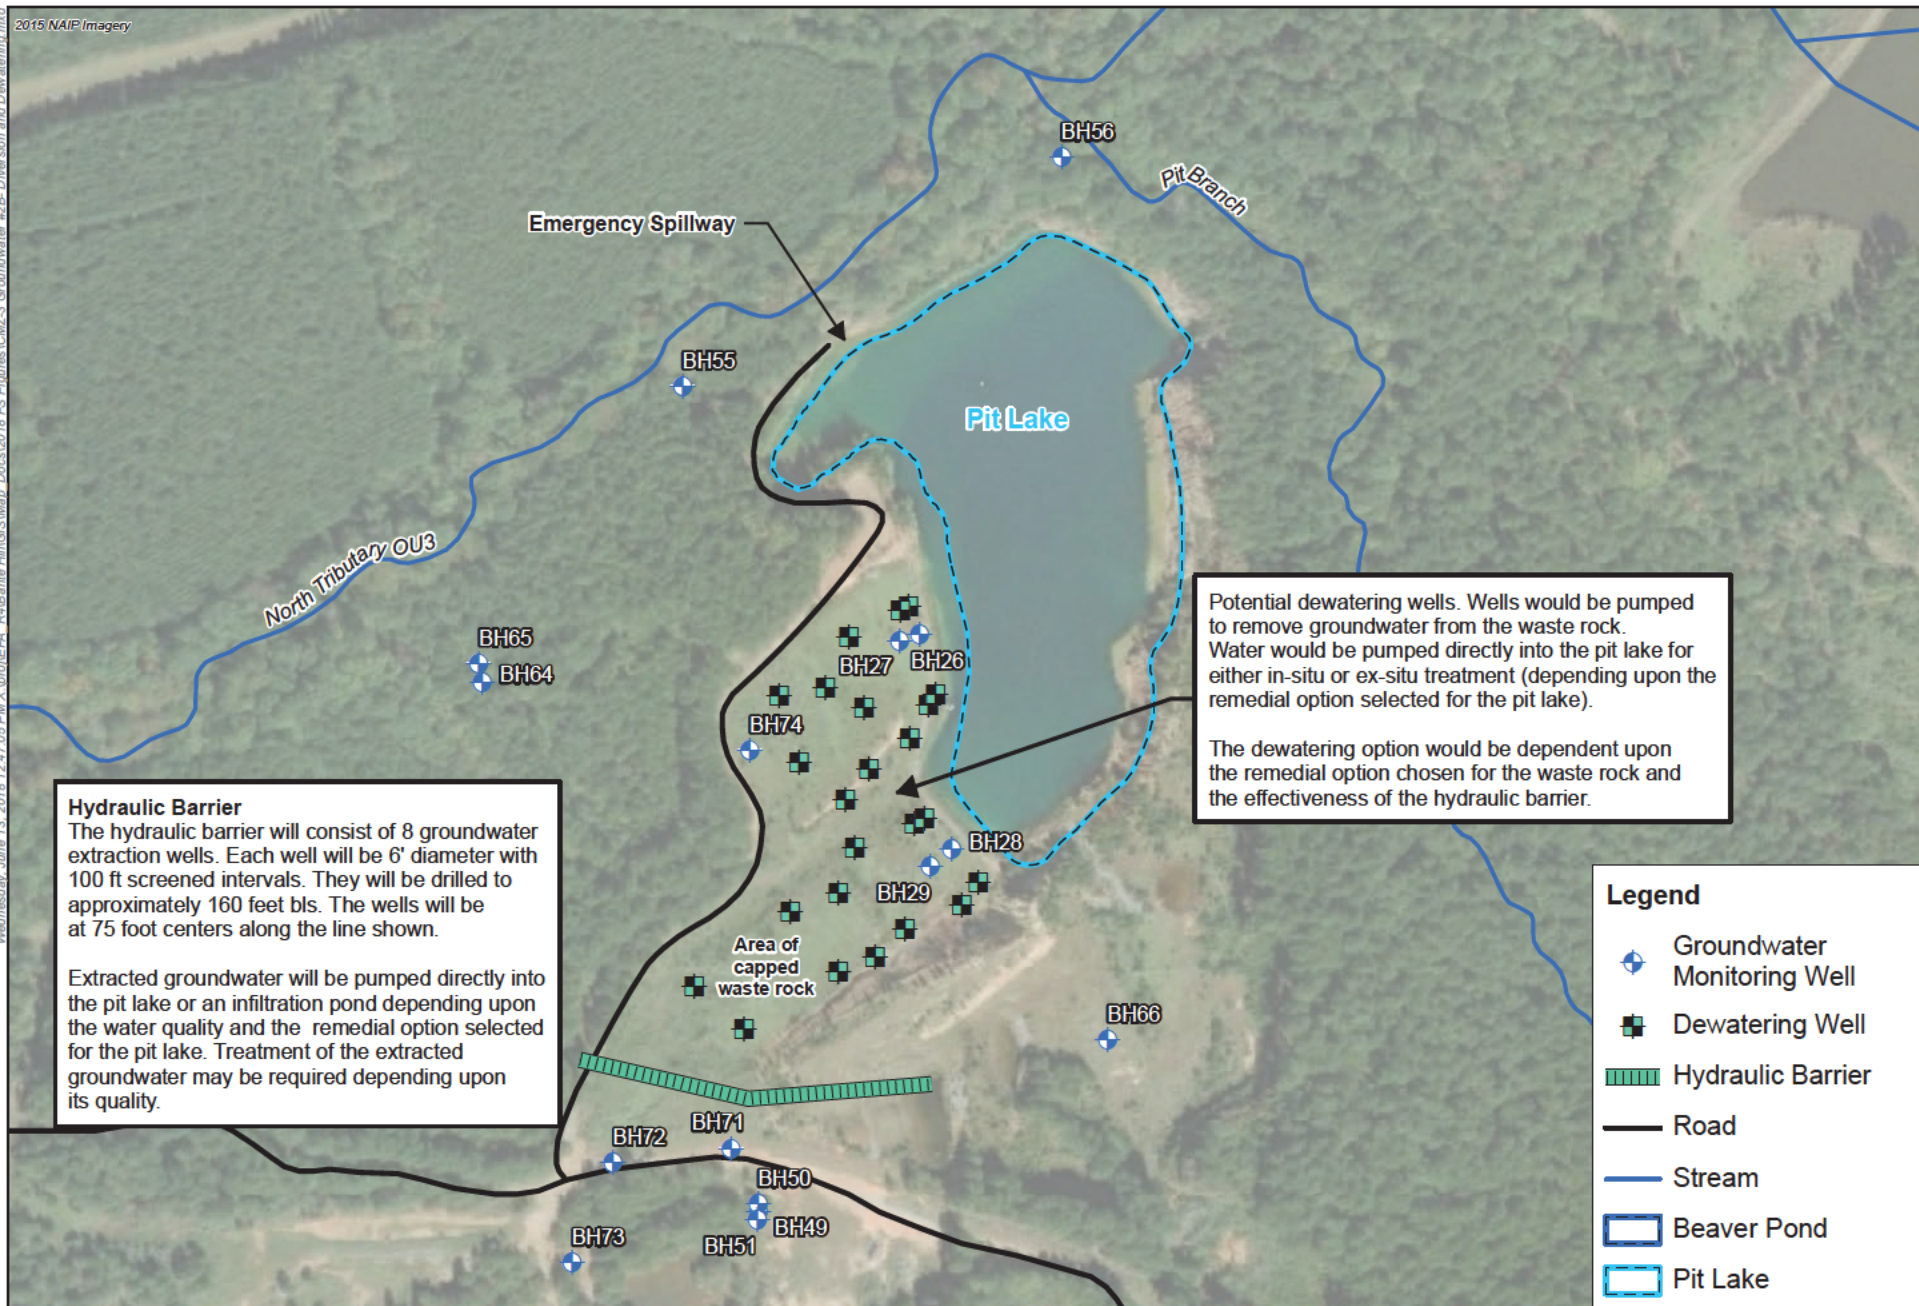 2015 NAIP Imagery
BH56
Pit Branch
Emergency Spillway
BH55
Pit Lake
North Tributary OU3
BH65
BH64
BH27
BH26
BH74
Potential dewatering wells. Wells would be pumped
to remove groundwater from the waste rock.
Water would be pumped directly into the pit lake for
either in-situ or ex-situ treatment (depending upon the
remedial option selected for the pit lake).
The dewatering option would be dependent upon
the remedial option chosen for the waste rock and
the effectiveness of the hydraulic barrier.
Hydraulic Barrier
The hydraulic barrier will consist of 8 groundwater
extraction wells. Each well will be 6' diameter with
100 ft screened intervals. They will be drilled to
approximately 160 feet bls. The wells will be
at 75 foot centers along the line shown.
Extracted groundwater will be pumped directly into
the pit lake or an infiltration pond depending upon
the water quality and the remedial option selected
for the pit lake. Treatment of the extracted
groundwater may be required depending upon
its quality.
BH28
BH29
Area of
capped
waste rock
BH66
BH71
BH72
BH50
BH49
BH51
BH73
Legend
Groundwater
Monitoring Well
Dewatering Well
Hydraulic Barrier
Road
Stream
Beaver Pond
Pit Lake